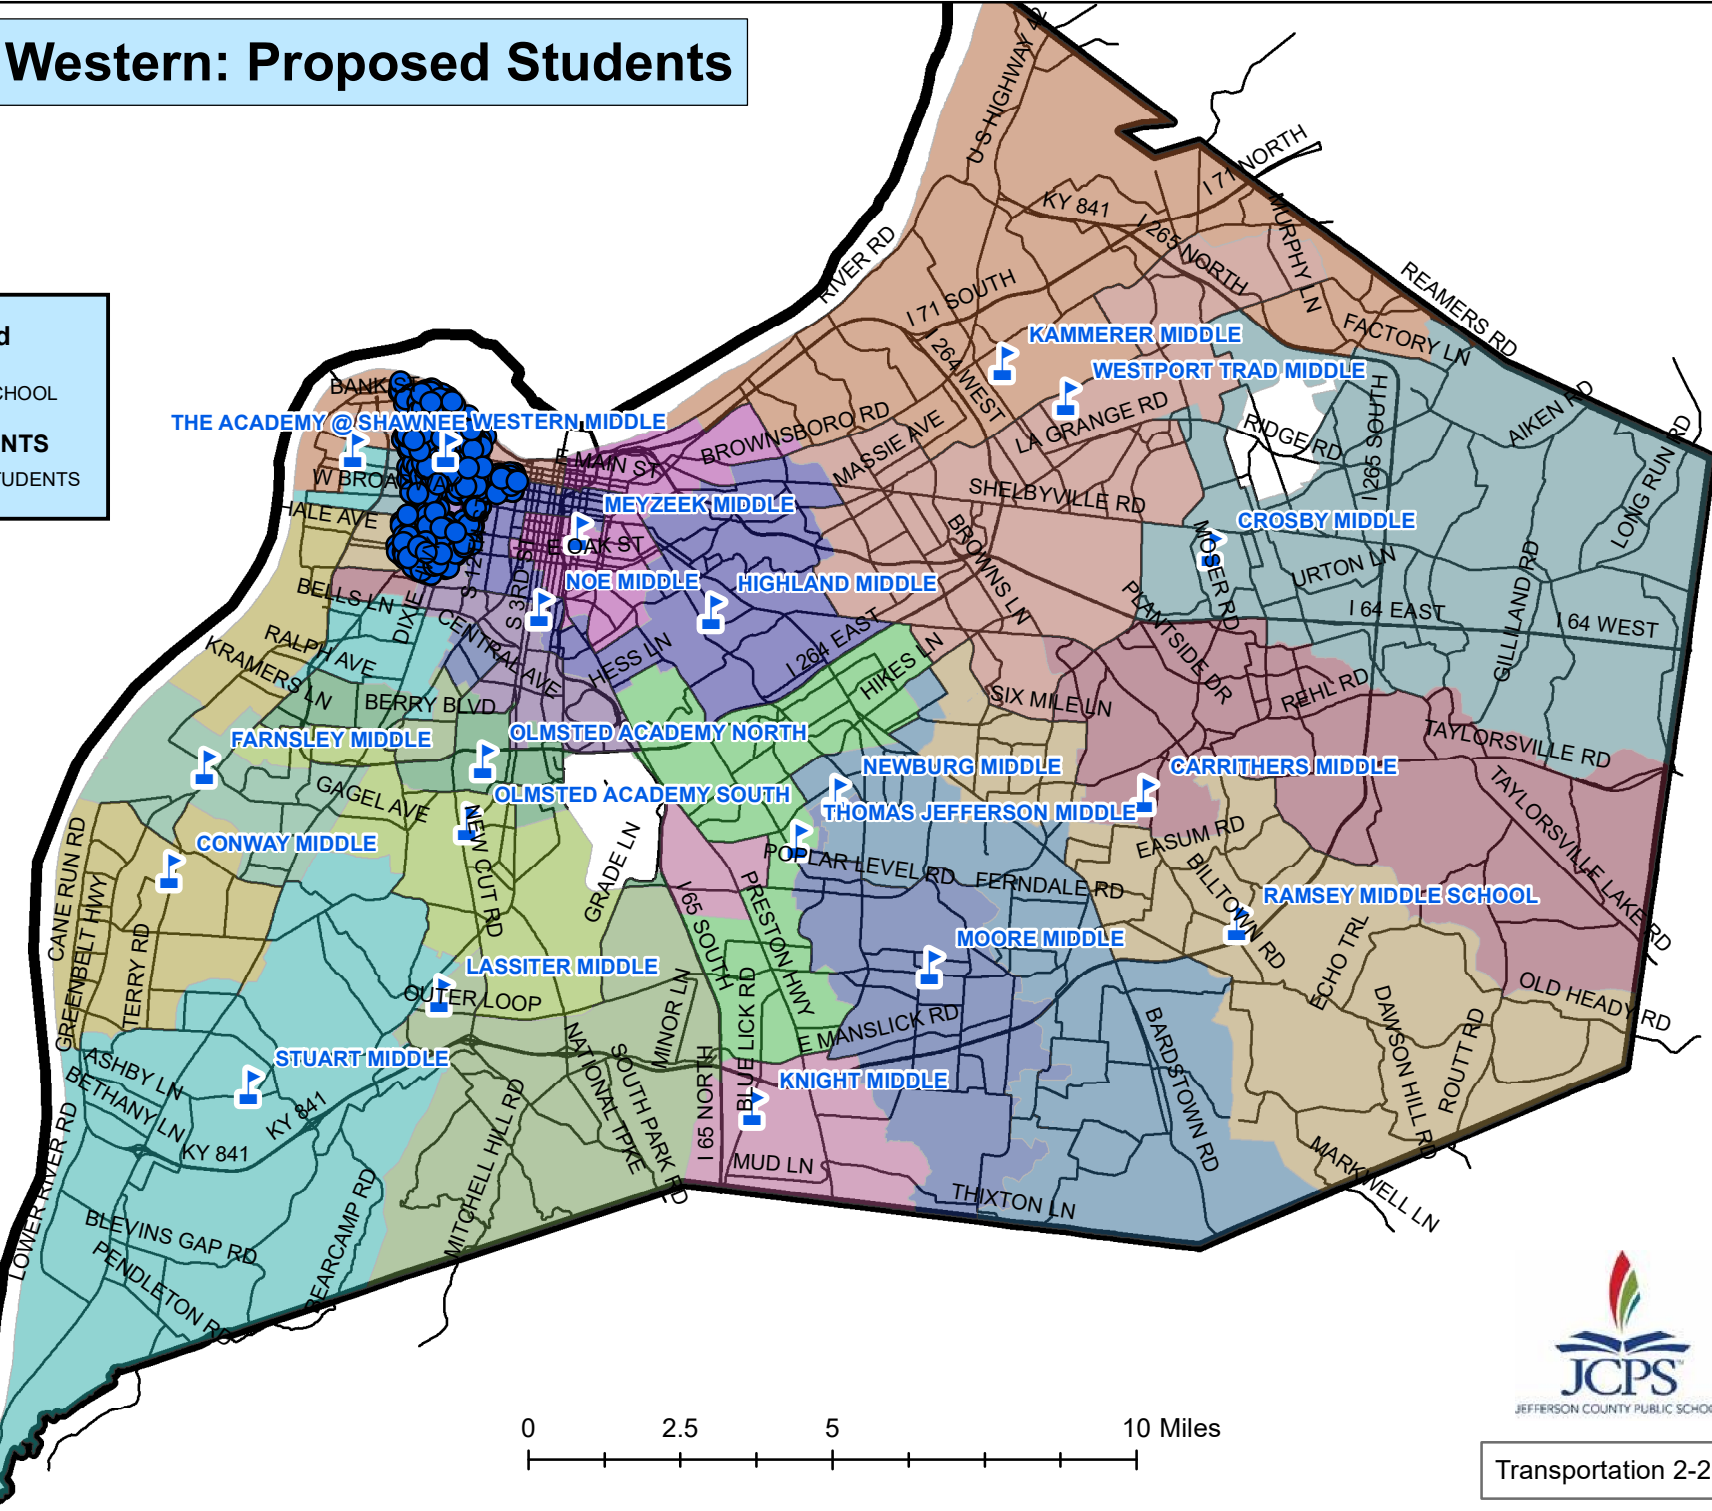 Western: Proposed Students
d
CHOOL
NTS
UDENTS
U S HIGHWAY 42
I 71 NORTH
KY 841
I 265 NORTH
MURPHY LN
RIVER RD
REAMERS RD
I 71 SOUTH
FACTORY LN
I 264 WEST
KAMMERER MIDDLE
WESTPORT TRAD MIDDLE
BANK ST
THE ACADEMY @ SHAWNEE
WESTERN MIDDLE
BROWNSBORO RD
MASSIE AVE
LA GRANGE RD
RIDGE RD
I 265 SOUTH
AIKEN RD
LONG RUN RD
E MAIN ST
W BROADWAY
HALE AVE
MEYZEEK MIDDLE
SHELBYVILLE RD
CROSBY MIDDLE
E OAK ST
BROWNS LN
MOSER RD
URTON LN
GILLILAND RD
S 12TH ST
S 3RD ST
NOE MIDDLE
HIGHLAND MIDDLE
BELLS LN
DIXIE
CENTRAL AVE
PLANTSIDE DR
I 64 EAST
I 64 WEST
RALPH AVE
KRAMERS LN
HESS LN
I 264 EAST
HIKES LN
BERRY BLVD
SIX MILE LN
REHL RD
FARNSLEY MIDDLE
OLMSTED ACADEMY NORTH
TAYLORSVILLE RD
NEWBURG MIDDLE
CARRITHERS MIDDLE
GAGEL AVE
OLMSTED ACADEMY SOUTH
THOMAS JEFFERSON MIDDLE
TAYLORSVILLE LAKE RD
CONWAY MIDDLE
NEW CUT RD
GRADE LN
POPLAR LEVEL RD
EASUM RD
FERNDALE RD
BILLTOWN RD
RAMSEY MIDDLE SCHOOL
CANE RUN RD
GREENBELT HWY
TERRY RD
I 65 SOUTH
PRESTON HWY
MOORE MIDDLE
ECHO TRL
LASSITER MIDDLE
OUTER LOOP
OLD HEADY RD
MINOR LN
BLUE LICK RD
E MANSLICK RD
BARDSTOWN RD
DAWSON HILL RD
ROUTT RD
STUART MIDDLE
ASHBY LN
BETHANY LN
NATIONAL TPKE
SOUTH PARK RD
KNIGHT MIDDLE
KY 841
KY 841
I 65 NORTH
MITCHELL HILL RD
MUD LN
MARKWELL LN
LOWER RIVER RD
THIXTON LN
BLEVINS GAP RD
BEARCAMP RD
PENDLETON RD
JCPS
JEFFERSON COUNTY PUBLIC SCHOO
0 2.5 5 10 Miles
Transportation 2-2